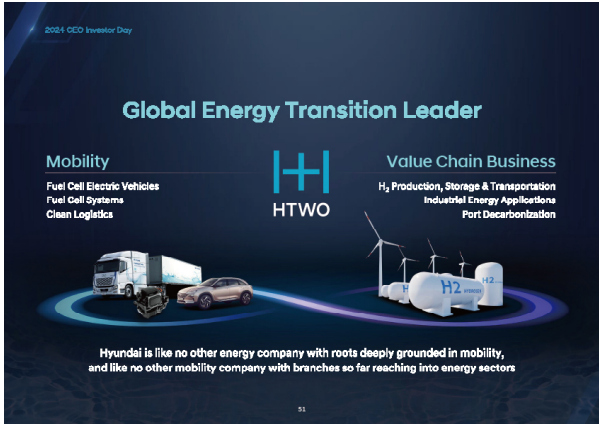 2024 CEO Investor Day
Global Energy Transition Leader
Mobility
Fuel Cell Electric Vehicles
Fuel Cell Systems
Clean Logistics
HTWO
Value Chain Business
H₂ Production, Storage & Transportation
Industrial Energy Applications
Port Decarbonization
H2 HYDROGEN
H2
Hyundai is like no other energy company with roots deeply grounded in mobility,
and like no other mobility company with branches so far reaching into energy sectors
51